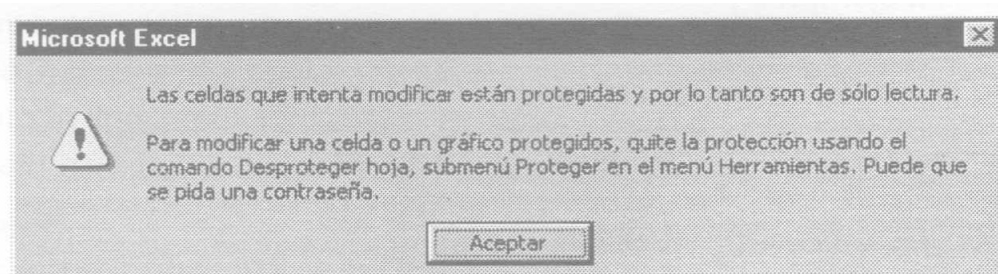 Microsoft Excel
Las celdas que intenta modificar están protegidas y por lo tanto son de sólo lectura.
Para modificar una celda o un gráfico protegidos, quite la protección usando el
comando Desproteger hoja, submenú Proteger en el menú Herramientas. Puede que
se pida una contraseña.
Aceptar